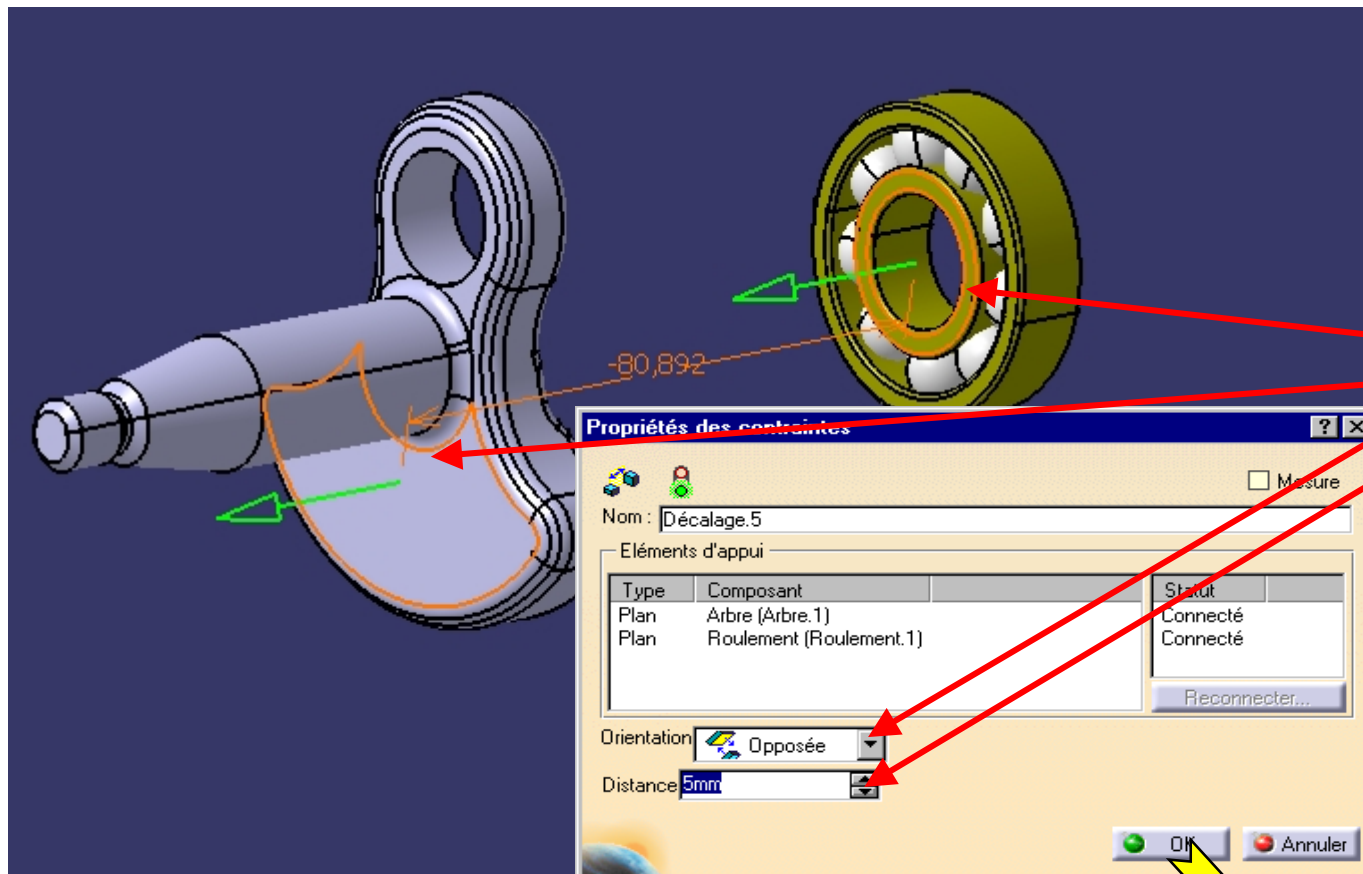 -80,892
Propriétés des contraintes
Mesure
Nom : Décalage.5
Eléments d'appui
Type Composant Statut
Plan Arbre (Arbre.1) Connecté
Plan Roulement (Roulement.1) Connecté
Reconnecter...
Orientation Opposée
Distance 5mm
OK Annuler